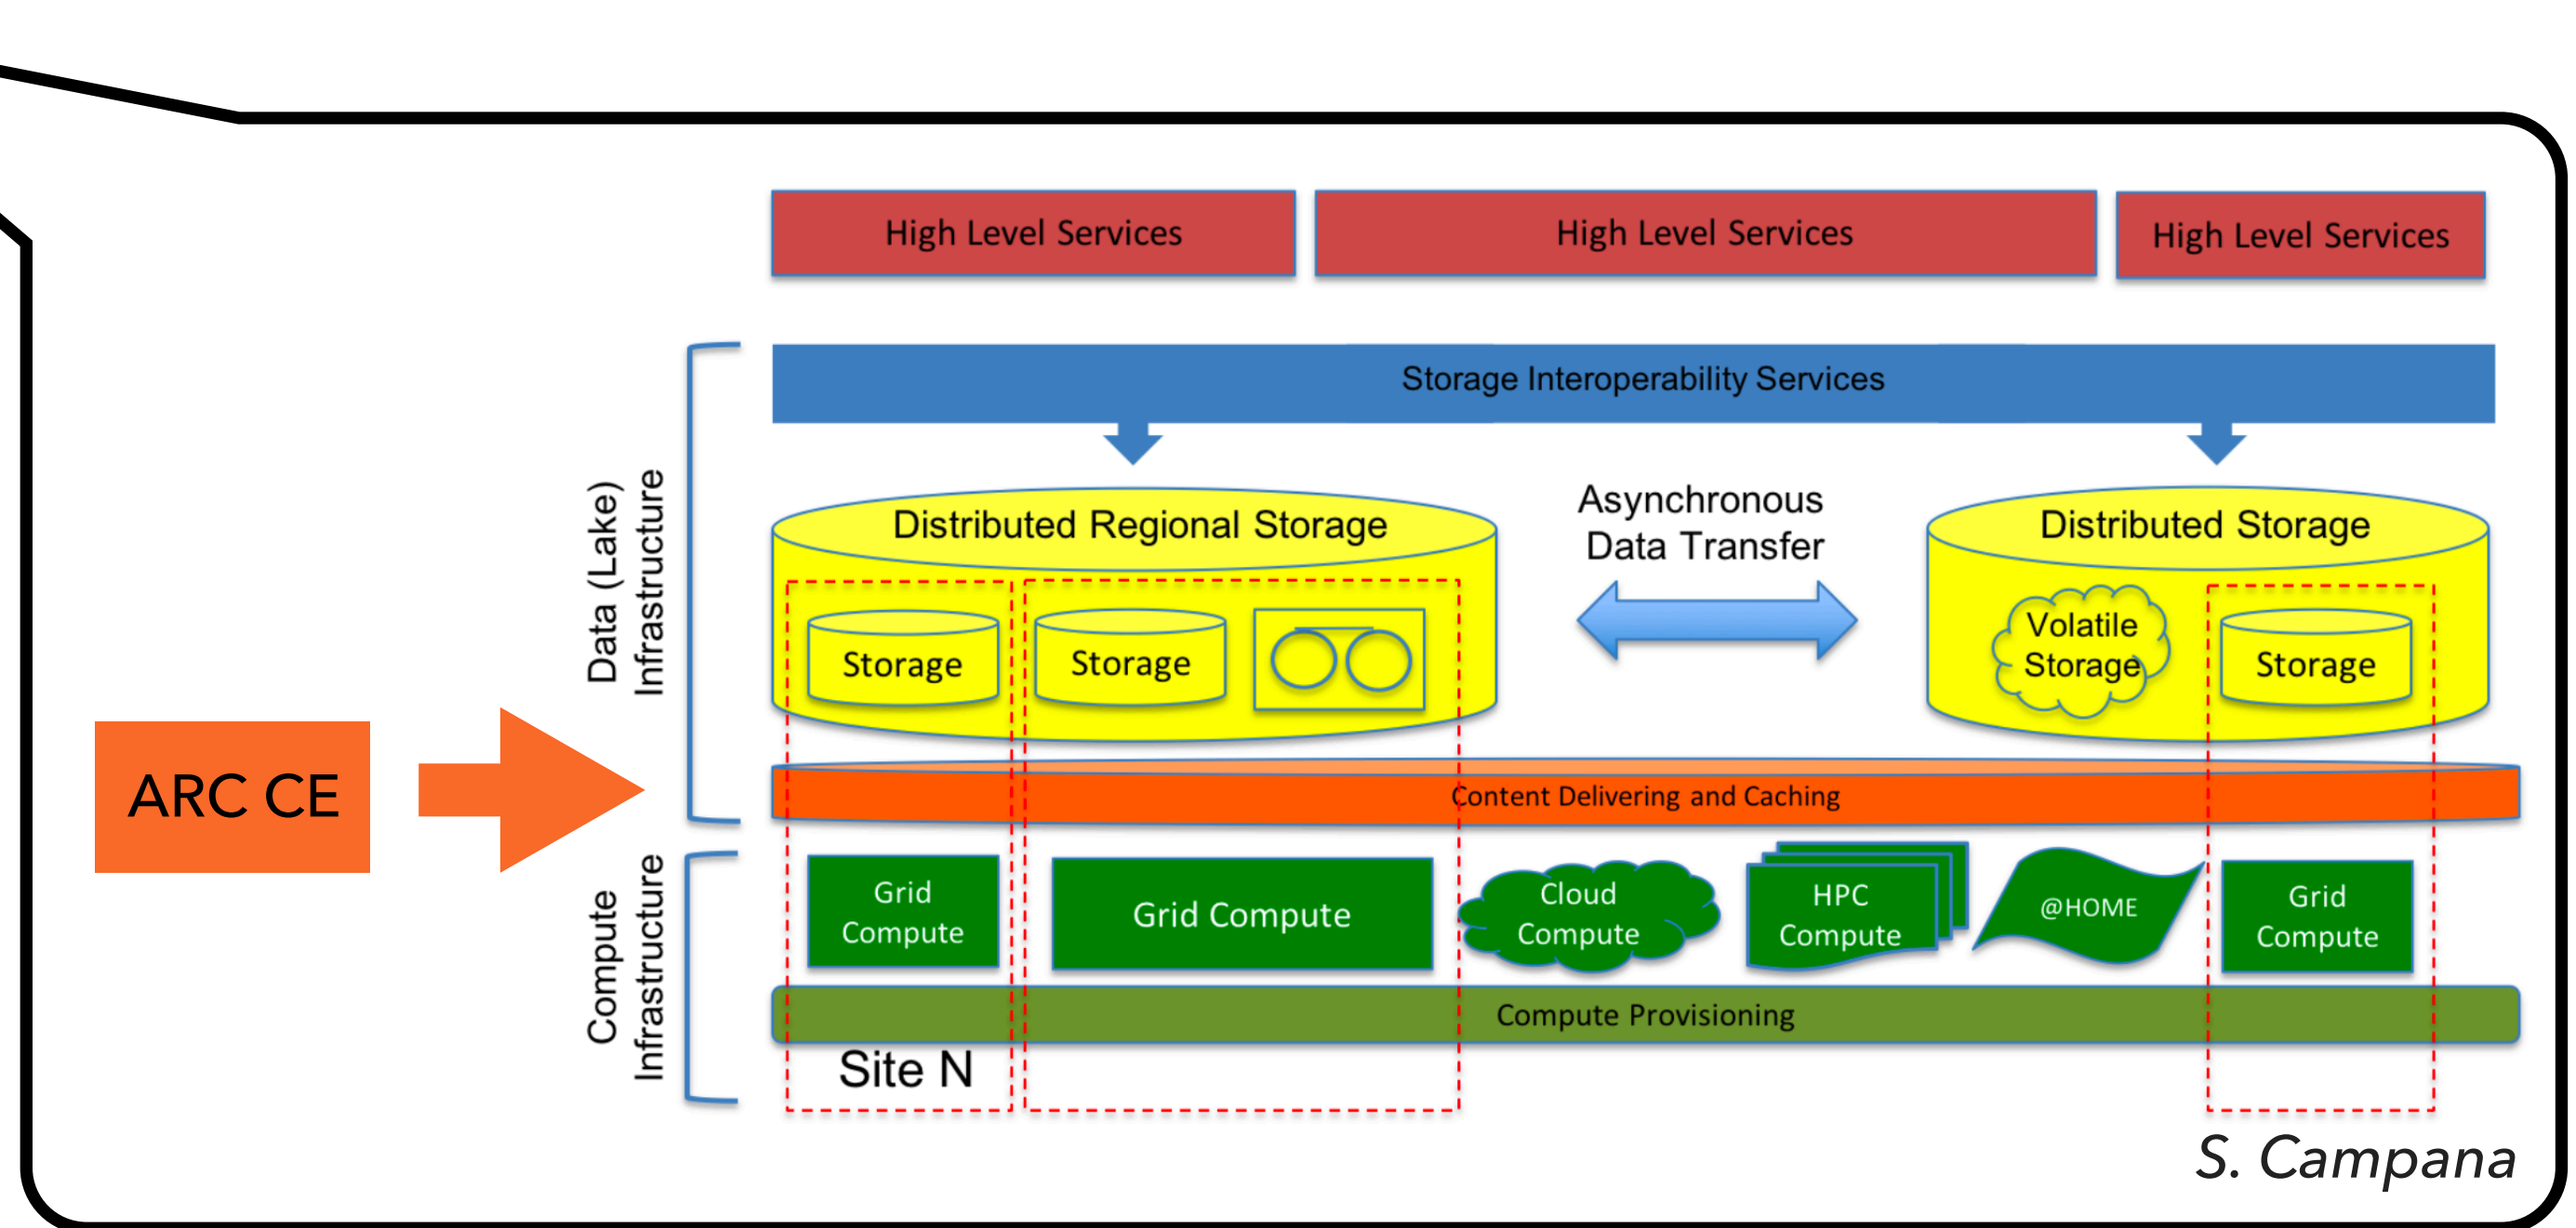 High Level Services
High Level Services
High Level Services
Storage Interoperability Services
Data (Lake)
Infrastructure
Distributed Regional Storage
Asynchronous
Data Transfer
Distributed Storage
Storage
Storage
Volatile
Storage
Storage
ARC CE
Content Delivering and Caching
Compute
Infrastructure
Grid
Compute
Grid Compute
Cloud
Compute
HPC
Compute
@HOME
Grid
Compute
Compute Provisioning
Site N
S. Campana